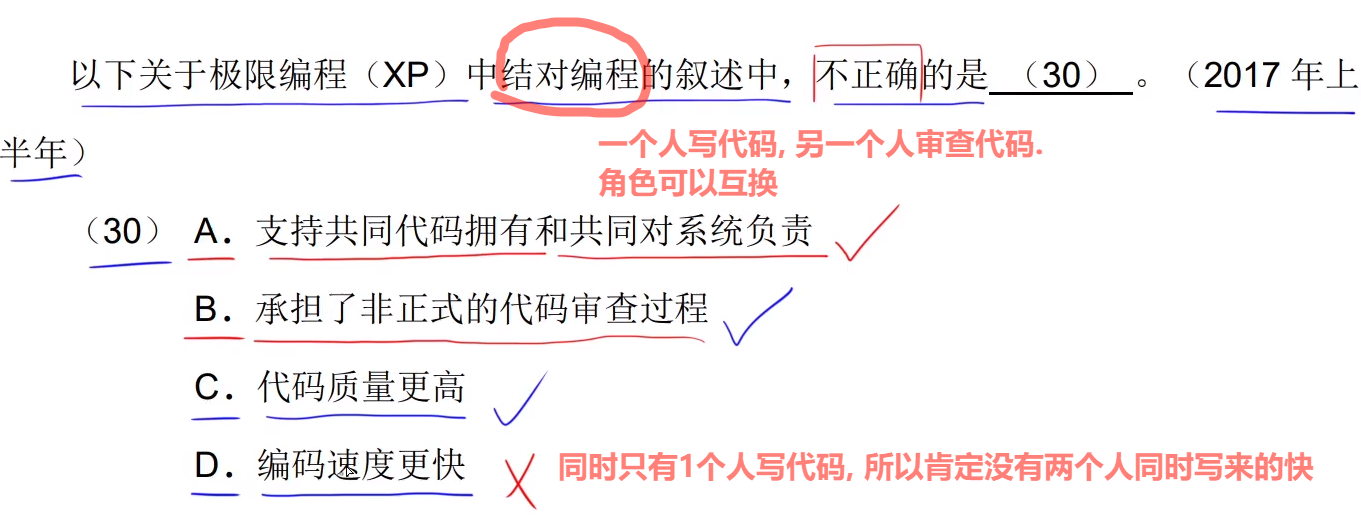 以下关于极限编程（XP）中结对编程的叙述中，不正确的是 （30） 。（2017 年上
半年）
一个人写代码, 另一个人审查代码.
角色可以互换
（30） A．支持共同代码拥有和共同对系统负责
B．承担了非正式的代码审查过程
C．代码质量更高
D．编码速度更快
同时只有1个人写代码, 所以肯定没有两个人同时写来的快